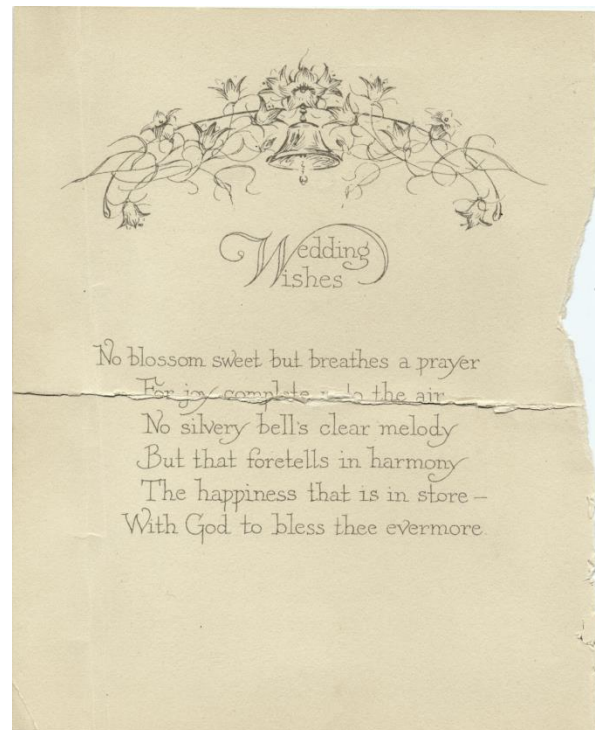 Wedding
Wishes
No blossom sweet but breathes a prayer
For joy complete the air
No silvery bell's clear melody
But that foretells in harmony
The happiness that is in store —
With God to bless thee evermore.